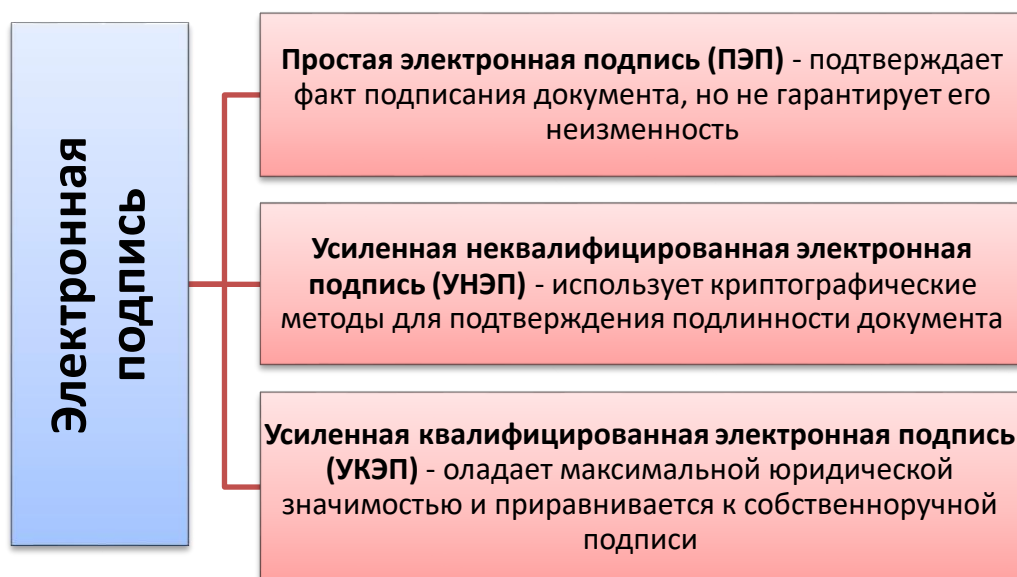 Электронная
подпись
Простая электронная подпись (ПЭП) - подтверждает
факт подписания документа, но не гарантирует его
неизменность
Усиленная неквалифицированная электронная
подпись (УНЭП) - использует криптографические
методы для подтверждения подлинности документа
Усиленная квалифицированная электронная подпись
(УКЭП) - оладает максимальной юридической
значимостью и приравнивается к собственноручной
подписи